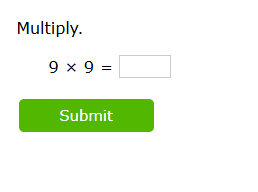 Multiply.
9 × 9 =
Submit